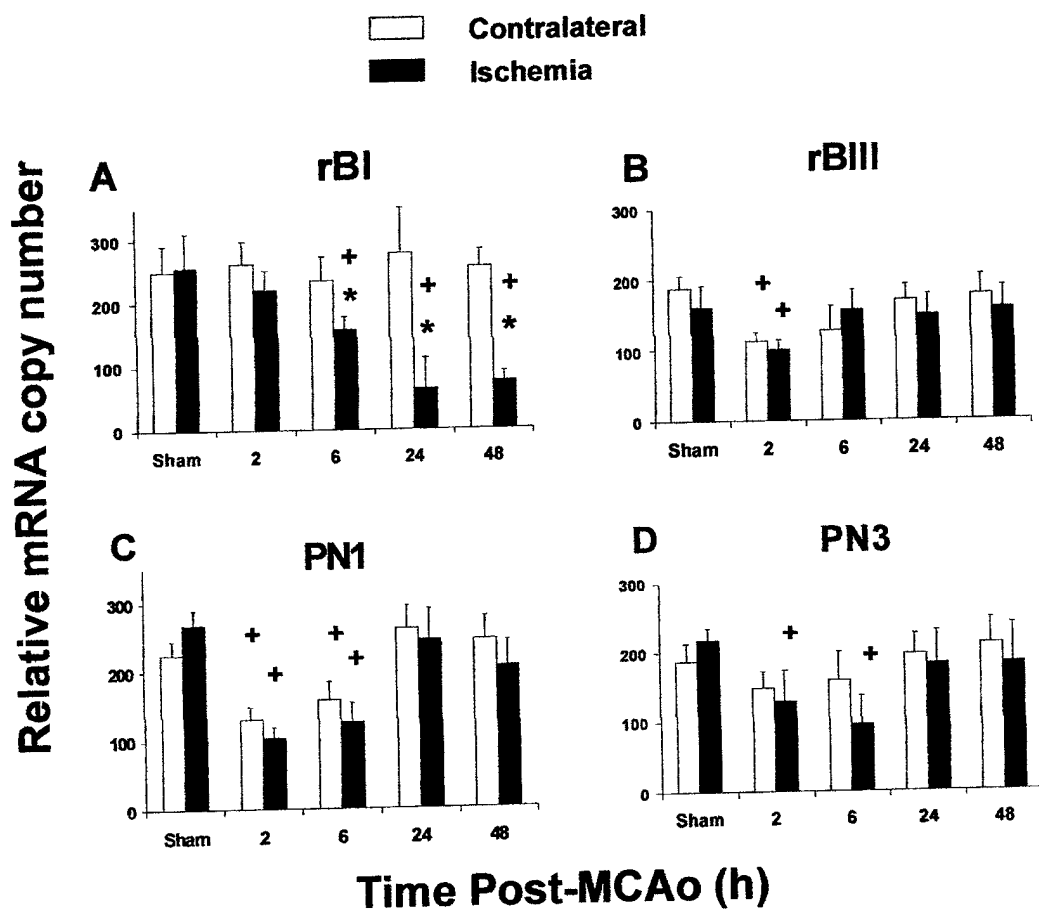 Contralateral
Ischemia
Relative mRNA copy number
A
rBI
300
200
100
0
+
*
+
*
+
*
Sham 2 6 24 48
B
rBIII
300
200
100
0
+
+
Sham 2 6 24 48
C
PN1
300
200
100
0
+
+
+
+
Sham 2 6 24 48
D
PN3
300
200
100
0
+
+
Sham 2 6 24 48
Time Post-MCAo (h)